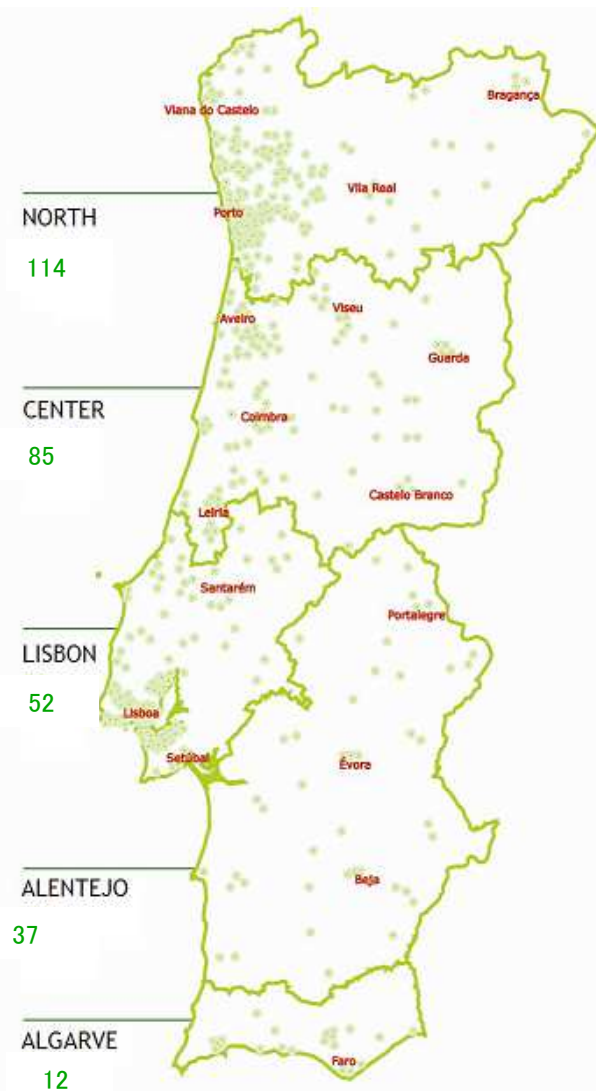 Viana do Castelo
Bragança
Vila Real
Porto
NORTH
114
Aveiro
Viseu
Guarda
CENTER
85
Coimbra
Castelo Branco
Leiria
Santarém
Portalegre
LISBON
52
Lisboa
Setúbal
Évora
ALENTEJO
37
Beja
ALGARVE
12
Faro